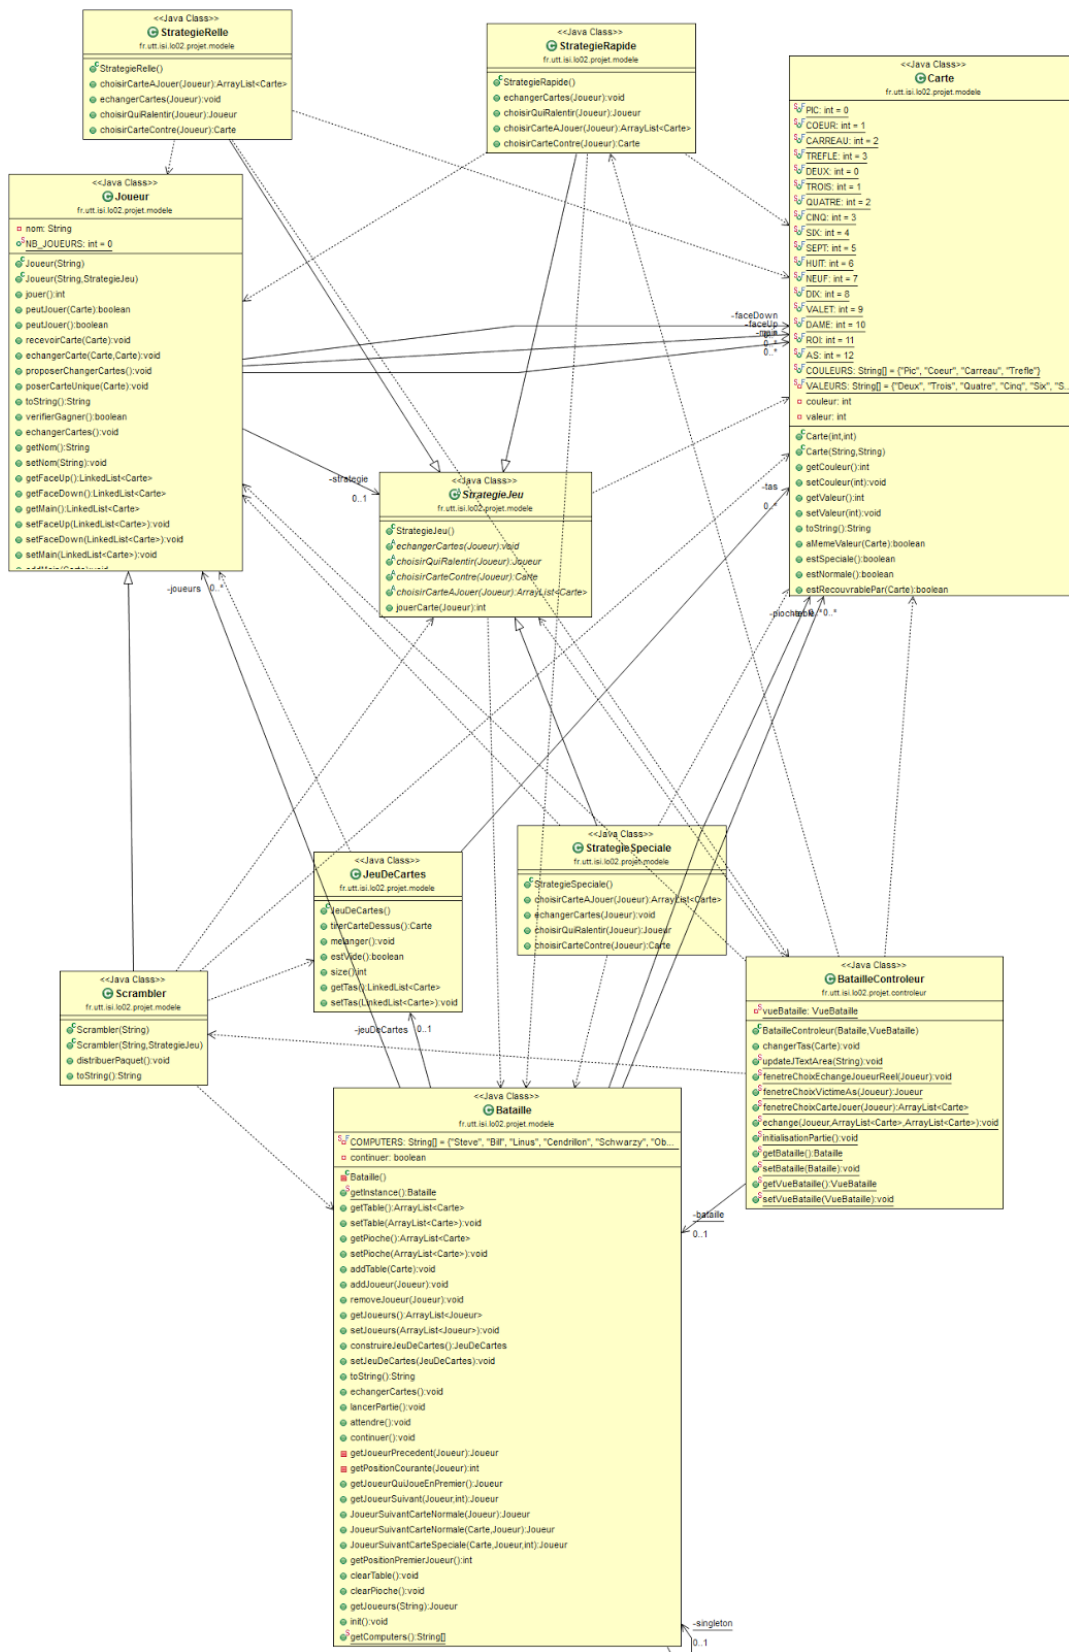 <<Java Class>>
StrategieRelle
fr.utt.isi.lo02.projet.modele
StrategieRelle()
choisirCarteAJouer(Joueur):ArrayList<Carte>
echangerCartes(Joueur):void
choisirQuiRalentir(Joueur):Joueur
choisirCarteContre(Joueur):Carte
<<Java Class>>
StrategieRapide
fr.utt.isi.lo02.projet.modele
StrategieRapide()
echangerCartes(Joueur):void
choisirQuiRalentir(Joueur):Joueur
choisirCarteAJouer(Joueur):ArrayList<Carte>
choisirCarteContre(Joueur):Carte
<<Java Class>>
Carte
fr.utt.isi.lo02.projet.modele
PIC: int = 0
COEUR: int = 1
CARREAU: int = 2
TREFLE: int = 3
DEUX: int = 0
TROIS: int = 1
QUATRE: int = 2
CINQ: int = 3
SIX: int = 4
SEPT: int = 5
HUIT: int = 6
NEUF: int = 7
DIX: int = 8
VALET: int = 9
DAME: int = 10
ROI: int = 11
AS: int = 12
COULEURS: String[] = {"Pic", "Coeur", "Carreau", "Trefle"}
VALEURS: String[] = {"Deux", "Trois", "Quatre", "Cinq", "Six", "S...
couleur: int
valeur: int
Carte(int,int)
Carte(String,String)
getCouleur():int
setCouleur(int):void
getValeur():int
setValeur(int):void
toString():String
aMemeValeur(Carte):boolean
estSpeciale():boolean
estNormale():boolean
estRecouvrablePar(Carte):boolean
<<Java Class>>
Joueur
fr.utt.isi.lo02.projet.modele
nom: String
NB_JOUEURS: int = 0
Joueur(String)
Joueur(String,StrategieJeu)
jouer():int
peutJouer(Carte):boolean
peutJouer():boolean
recevoirCarte(Carte):void
echangerCarte(Carte,Carte):void
proposerChangerCartes():void
poserCarteUnique(Carte):void
toString():String
verifierGagner():boolean
echangerCartes():void
getNom():String
setNom(String):void
getFaceUp():LinkedList<Carte>
getFaceDown():LinkedList<Carte>
getMain():LinkedList<Carte>
setFaceUp(LinkedList<Carte>):void
setFaceDown(LinkedList<Carte>):void
setMain(LinkedList<Carte>):void
addMain(Carte):void
-faceDown
-faceUp
-main
0..*
0..*
-strategie
0..1
<<Java Class>>
StrategieJeu
fr.utt.isi.lo02.projet.modele
StrategieJeu()
echangerCartes(Joueur):void
choisirQuiRalentir(Joueur):Joueur
choisirCarteContre(Joueur):Carte
choisirCarteAJouer(Joueur):ArrayList<Carte>
jouerCarte(Joueur):int
-tas
0..*
-joueurs
0..*
0..*
0..*
<<Java Class>>
StrategieSpeciale
fr.utt.isi.lo02.projet.modele
StrategieSpeciale()
choisirCarteAJouer(Joueur):ArrayList<Carte>
echangerCartes(Joueur):void
choisirQuiRalentir(Joueur):Joueur
choisirCarteContre(Joueur):Carte
<<Java Class>>
JeuDeCartes
fr.utt.isi.lo02.projet.modele
JeuDeCartes()
tirerCarteDessus():Carte
melanger():void
estVide():boolean
size():int
getTas():LinkedList<Carte>
setTas(LinkedList<Carte>):void
-jeuDeCartes
0..1
<<Java Class>>
Scrambler
fr.utt.isi.lo02.projet.modele
Scrambler(String)
Scrambler(String,StrategieJeu)
distribuerPaquet():void
toString():String
<<Java Class>>
BatailleControleur
fr.utt.isi.lo02.projet.controleur
vueBataille: VueBataille
BatailleControleur(Bataille,VueBataille)
changerTas(Carte):void
updateJTextArea(String):void
fenetreChoixEchangeJoueurReel(Joueur):void
fenetreChoixVictimeAs(Joueur):Joueur
fenetreChoixCarteJouer(Joueur):ArrayList<Carte>
echange(Joueur,ArrayList<Carte>,ArrayList<Carte>):void
initialisationPartie():void
getBataille():Bataille
setBataille(Bataille):void
getVueBataille():VueBataille
setVueBataille(VueBataille):void
-bataille
0..1
<<Java Class>>
Bataille
fr.utt.isi.lo02.projet.modele
COMPUTERS: String[] = {"Steve", "Bill", "Linus", "Cendrillon", "Schwarzy", "Ob...
continuer: boolean
Bataille()
getInstance():Bataille
getTable():ArrayList<Carte>
setTable(ArrayList<Carte>):void
getPioche():ArrayList<Carte>
setPioche(ArrayList<Carte>):void
addTable(Carte):void
addJoueur(Joueur):void
removeJoueur(Joueur):void
getJoueurs():ArrayList<Joueur>
setJoueurs(ArrayList<Joueur>):void
construireJeuDeCartes():JeuDeCartes
setJeuDeCartes(JeuDeCartes):void
toString():String
echangerCartes():void
lancerPartie():void
attendre():void
continuer():void
getJoueurPrecedent(Joueur):Joueur
getPositionCourante(Joueur):int
getJoueurQuiJoueEnPremier():Joueur
getJoueurSuivant(Joueur,int):Joueur
JoueurSuivantCarteNormale(Joueur):Joueur
JoueurSuivantCarteNormale(Carte,Joueur):Joueur
JoueurSuivantCarteSpeciale(Carte,Joueur,int):Joueur
getPositionPremierJoueur():int
clearTable():void
clearPioche():void
getJoueurs(String):Joueur
init():void
getComputers():String[]
-singleton
0..1